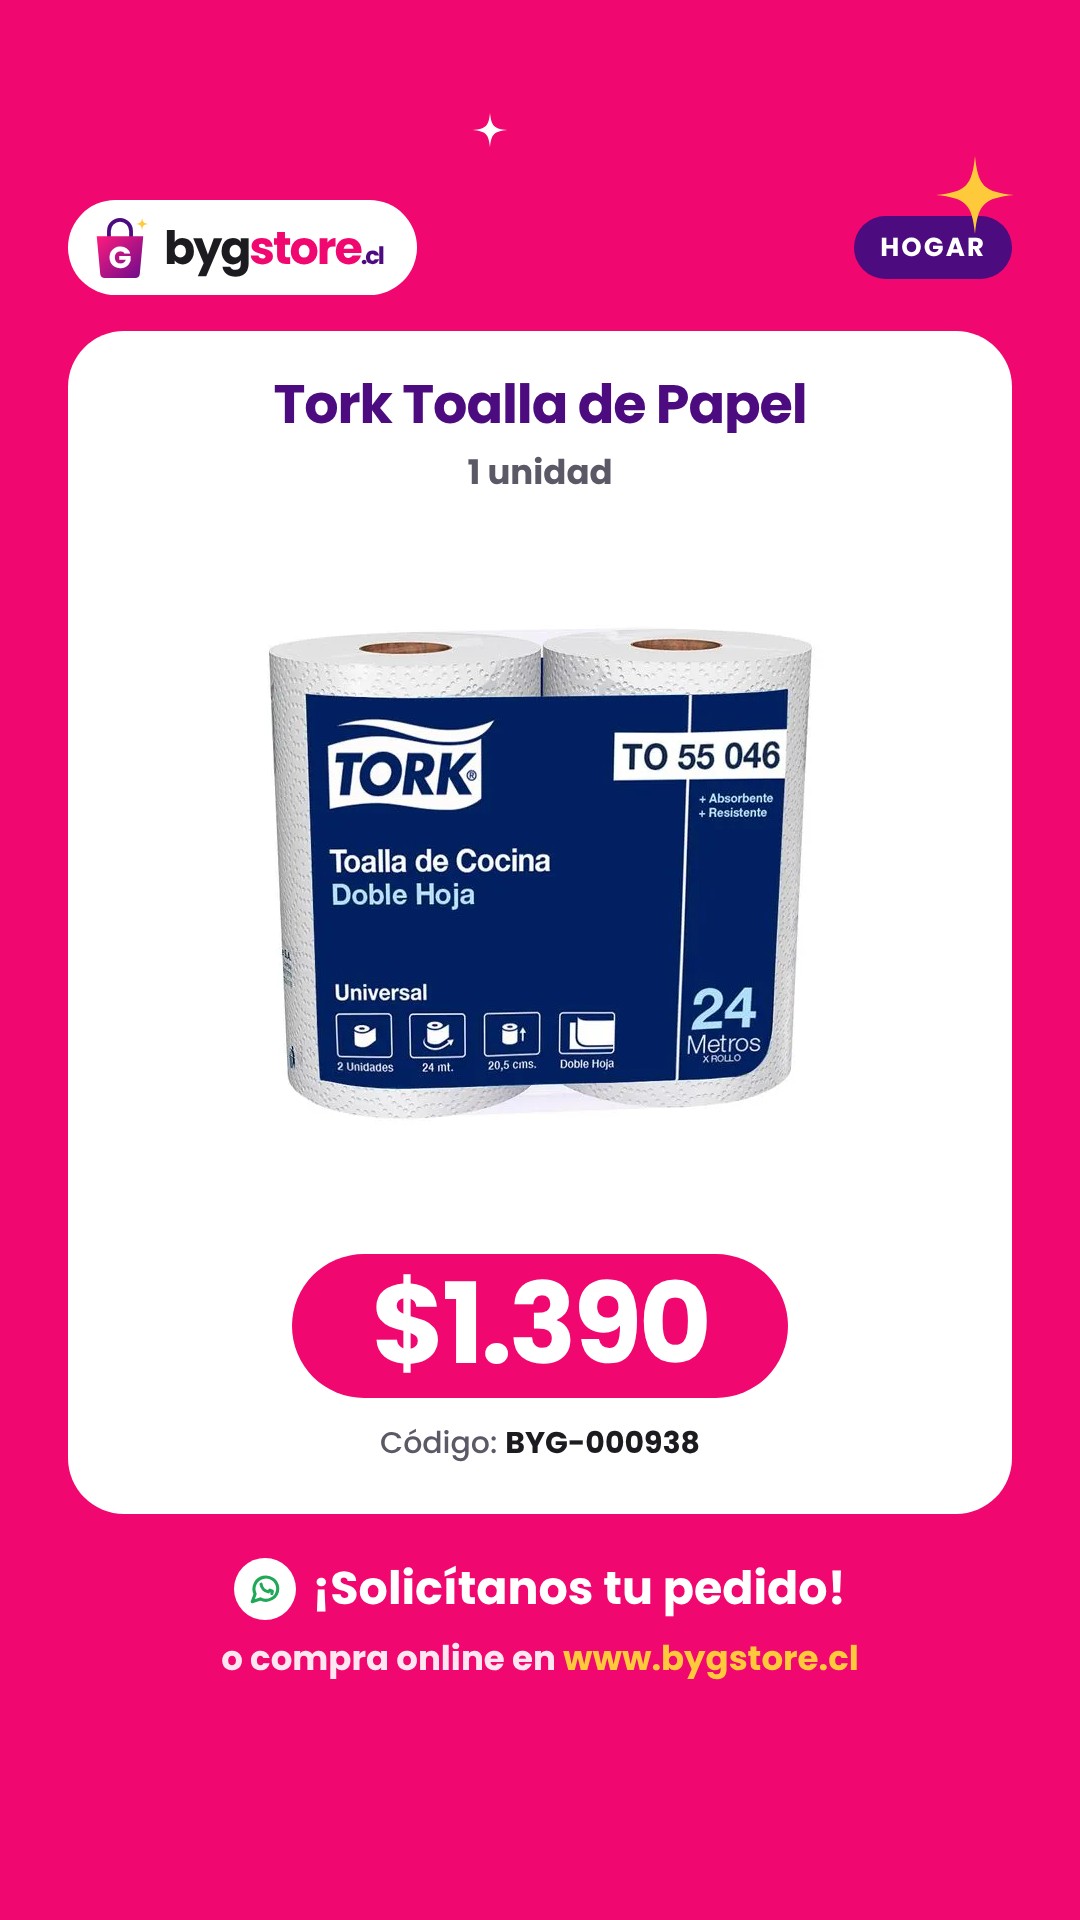 G bygstore.cl
HOGAR
Tork Toalla de Papel
1 unidad
TORK®
TO 55 046
+ Absorbente
+ Resistente
Toalla de Cocina
Doble Hoja
Universal
2 Unidades
24 mt.
20,5 cms.
Doble Hoja
24
Metros
X ROLLO
$1.390
Código: BYG-000938
¡Solicítanos tu pedido!
o compra online en www.bygstore.cl